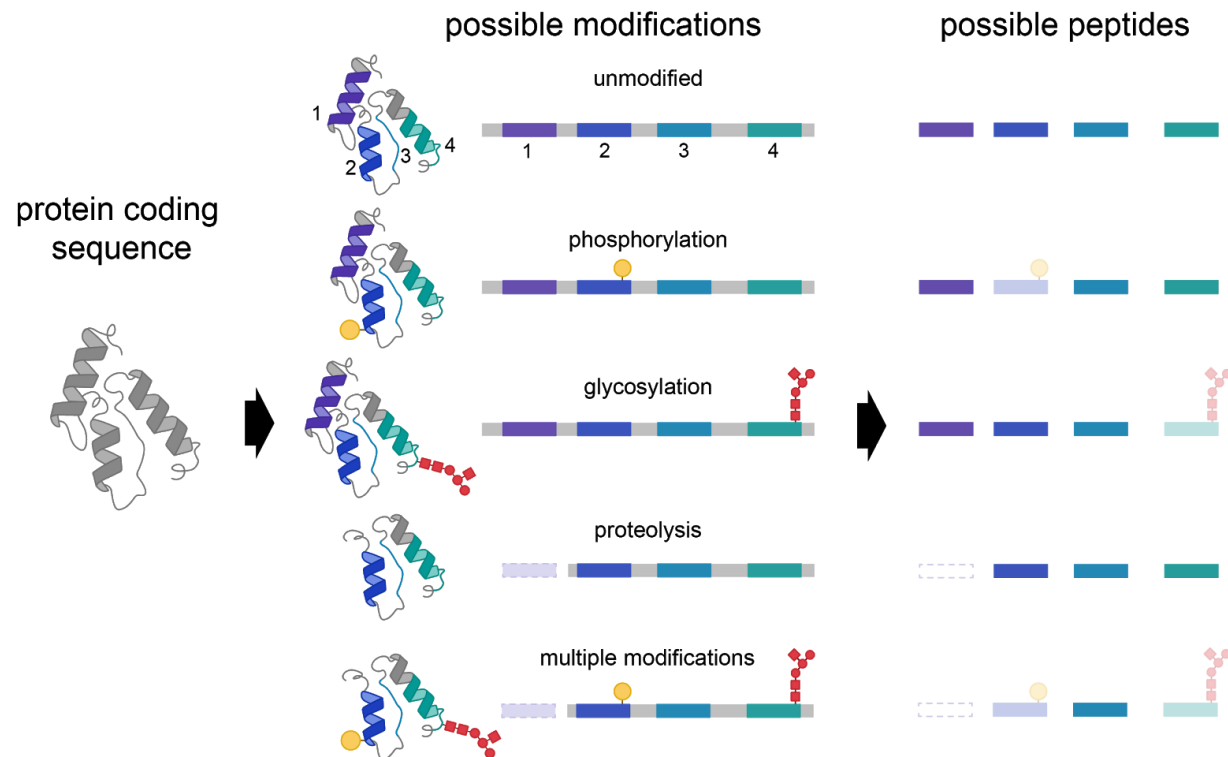 possible modifications
possible peptides
unmodified
1
2
3
4
1
2
3
4
protein coding
sequence
phosphorylation
glycosylation
proteolysis
multiple modifications